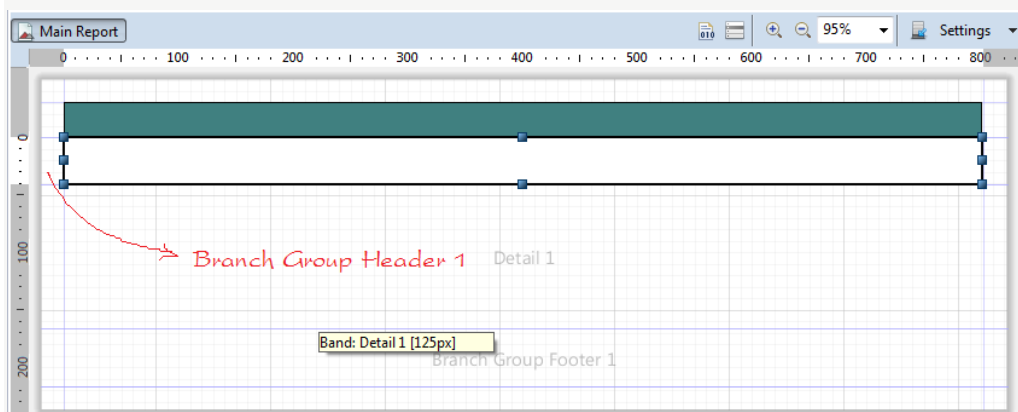 Main Report 95% Settings
0 100 200 300 400 500 600 700 800
0
100
Branch Group Header 1 Detail 1
Band: Detail 1 [125px]
Branch Group Footer 1
200